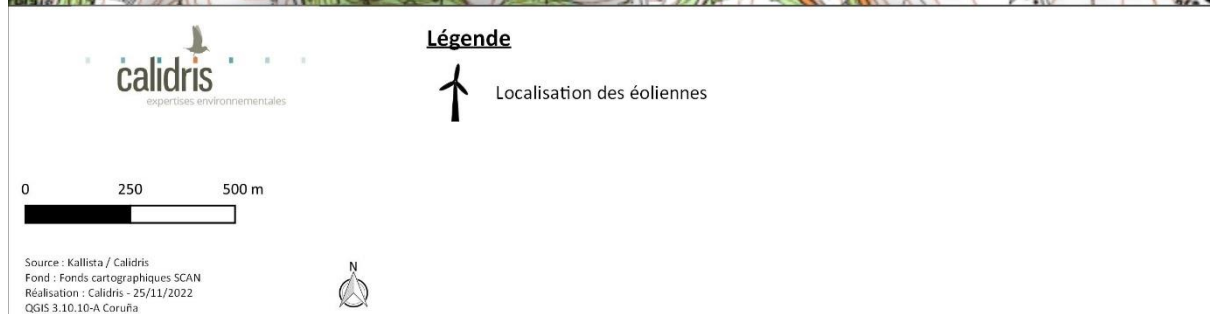 calidris
expertises environnementales
Légende
Localisation des éoliennes
0 250 500 m
Source : Kallista / Calidris
Fond : Fonds cartographiques SCAN
Réalisation : Calidris - 25/11/2022
QGIS 3.10.10-A Coruña
N